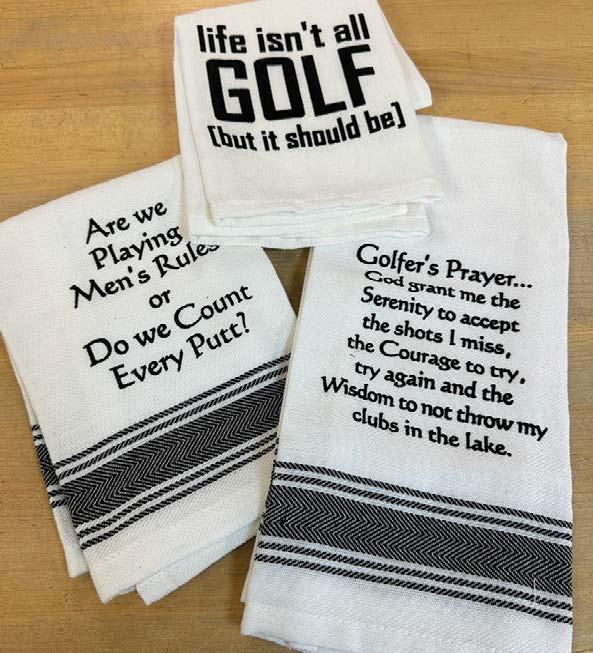 life isn't all
GOLF
[but it should be]
Are we
Playing
Men's Rules
or
Do we Count
Every Putt?
Golfer's Prayer...
God grant me the
Serenity to accept
the shots I miss,
the Courage to try,
try again and the
Wisdom to not throw my
clubs in the lake.